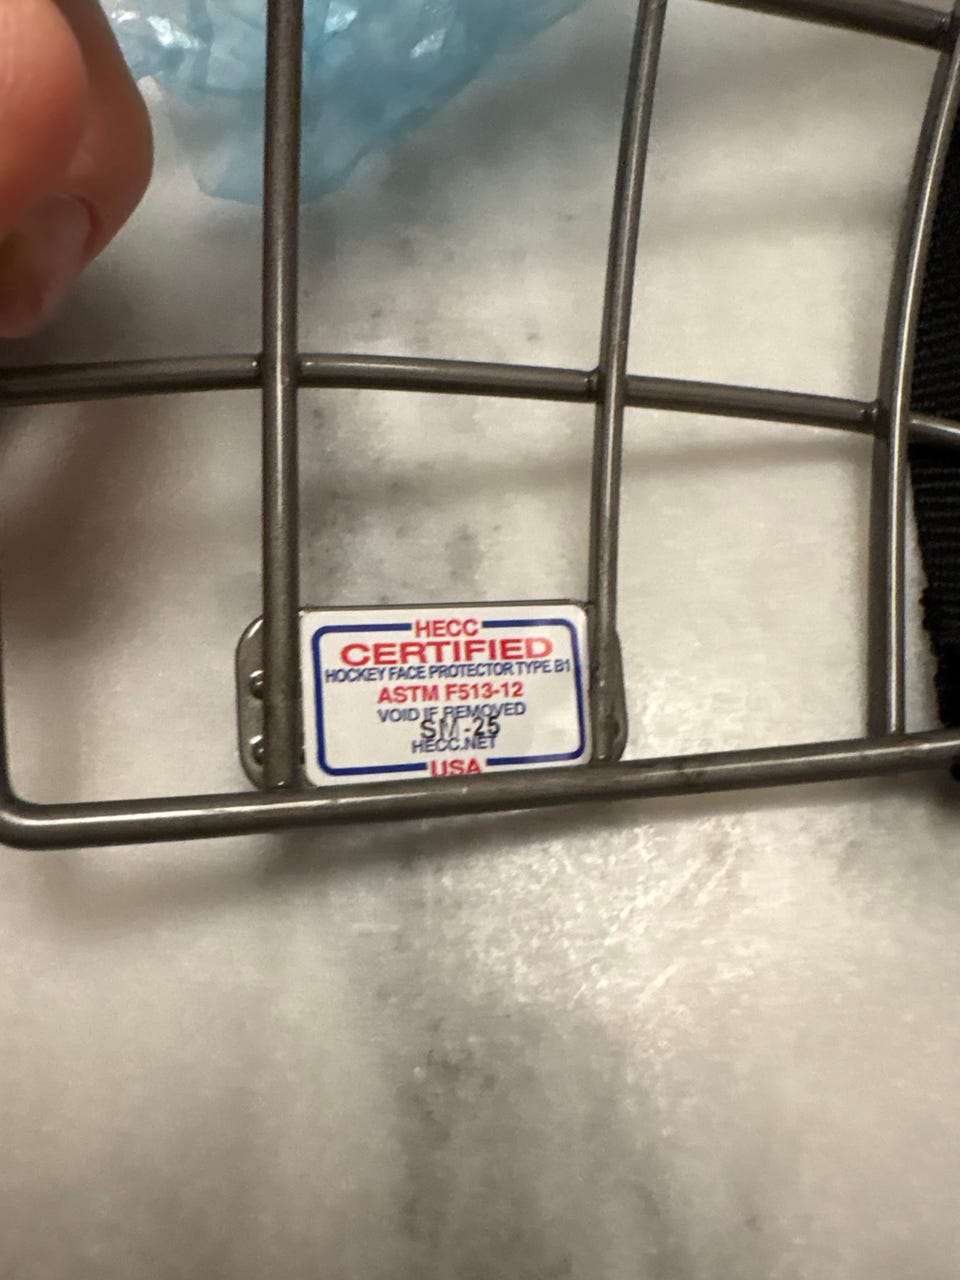 HECC
CERTIFIED
HOCKEY FACE PROTECTOR TYPE B1
ASTM F513-12
VOID IF REMOVED
SM-25
HECC.NET
USA